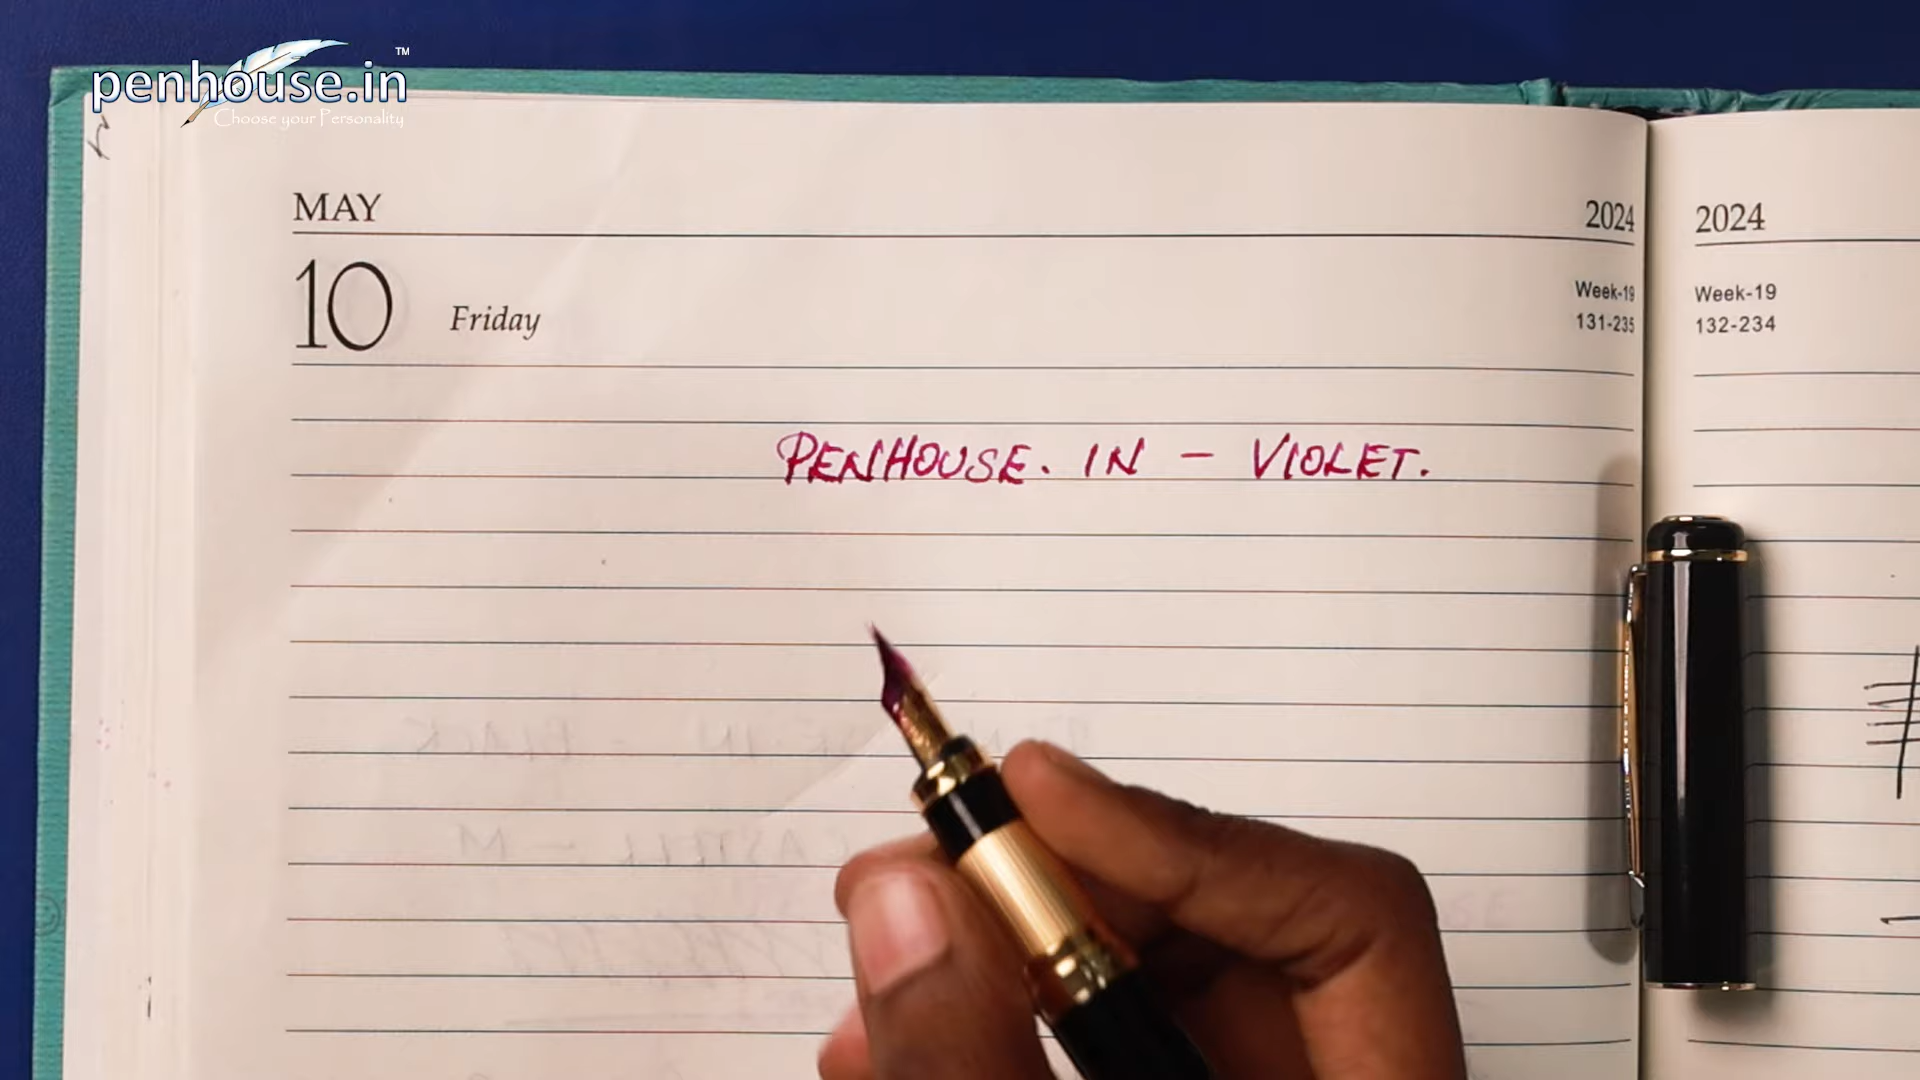 penhouse.in™
Choose your Personality
MAY
2024
10
Friday
Week-19
131-235
PENHOUSE. IN - VIOLET.
2024
Week-19
132-234